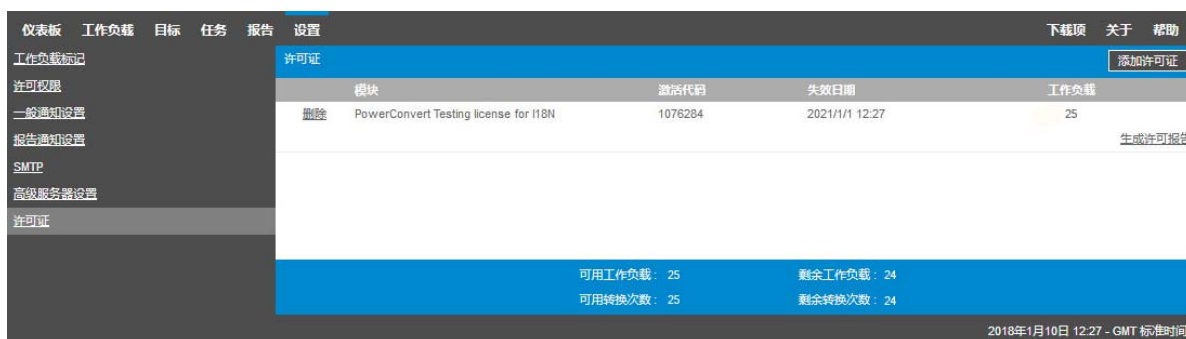 仪表板 工作负载 目标 任务 报告 设置 下载项 关于 帮助
工作负载标记
许可权限
一般通知设置
报告通知设置
SMTP
高级服务器设置
许可证
许可证 添加许可证
模块 激活代码 失效日期 工作负载
删除 PowerConvert Testing license for I18N 1076284 2021/1/1 12:27 25
生成许可报告
可用工作负载： 25 剩余工作负载： 24
可用转换次数： 25 剩余转换次数： 24
2018年1月10日 12:27 - GMT 标准时间